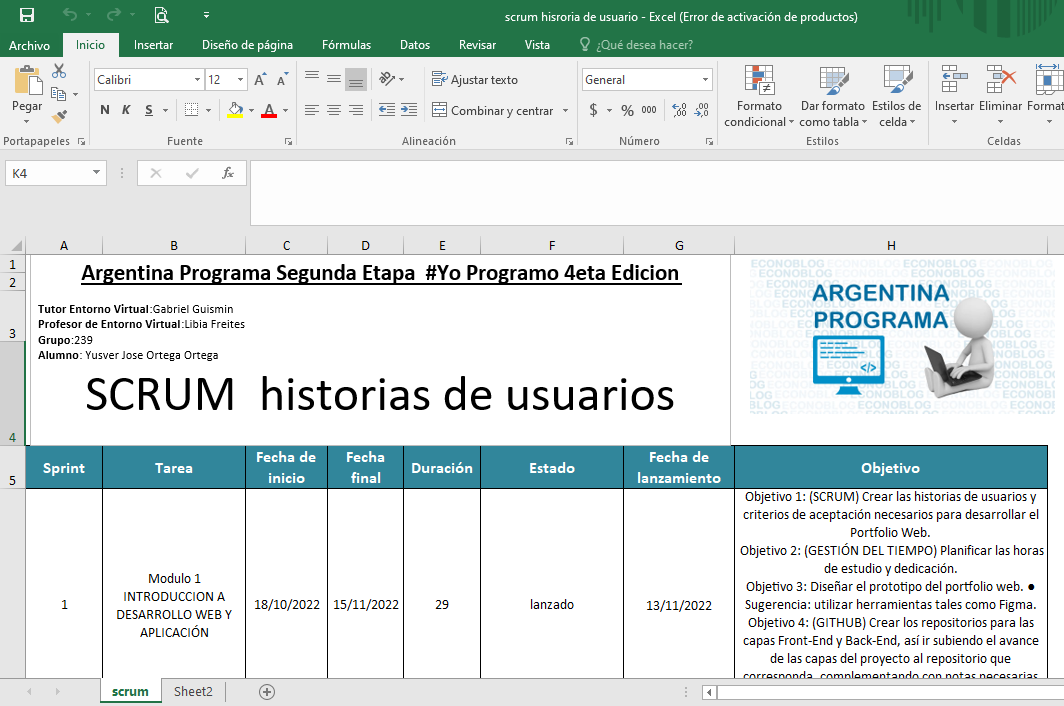 scrum hisroria de usuario - Excel (Error de activación de productos)
Archivo Inicio Insertar Diseño de página Fórmulas Datos Revisar Vista ¿Qué desea hacer?
Calibri 12 A A Ajustar texto General
Pegar N K S A Combinar y centrar $ % 000 Formato condicional Dar formato como tabla Estilos de celda Insertar Eliminar Format
Portapapeles Fuente Alineación Número Estilos Celdas
K4 fx
A B C D E F G H
1
2
3
4
5
Argentina Programa Segunda Etapa #Yo Programo 4eta Edicion
Tutor Entorno Virtual:Gabriel Guismin
Profesor de Entorno Virtual:Libia Freites
Grupo:239
Alumno: Yusver Jose Ortega Ortega
SCRUM historias de usuarios
ECONOBLOG ECONOBLOG ECONOBLOG ECONOBLOG
ARGENTINA
PROGRAMA
</>
Sprint Tarea Fecha de inicio Fecha final Duración Estado Fecha de lanzamiento Objetivo
1
Modulo 1
INTRODUCCION A
DESARROLLO WEB Y
APLICACIÓN
18/10/2022 15/11/2022 29 lanzado 13/11/2022
Objetivo 1: (SCRUM) Crear las historias de usuarios y
criterios de aceptación necesarios para desarrollar el
Portfolio Web.
Objetivo 2: (GESTIÓN DEL TIEMPO) Planificar las horas
de estudio y dedicación.
Objetivo 3: Diseñar el prototipo del portfolio web. ●
Sugerencia: utilizar herramientas tales como Figma.
Objetivo 4: (GITHUB) Crear los repositorios para las
capas Front-End y Back-End, así ir subiendo el avance
de las capas del proyecto al repositorio que
corresponda, complementando con notas necesarias
scrum Sheet2